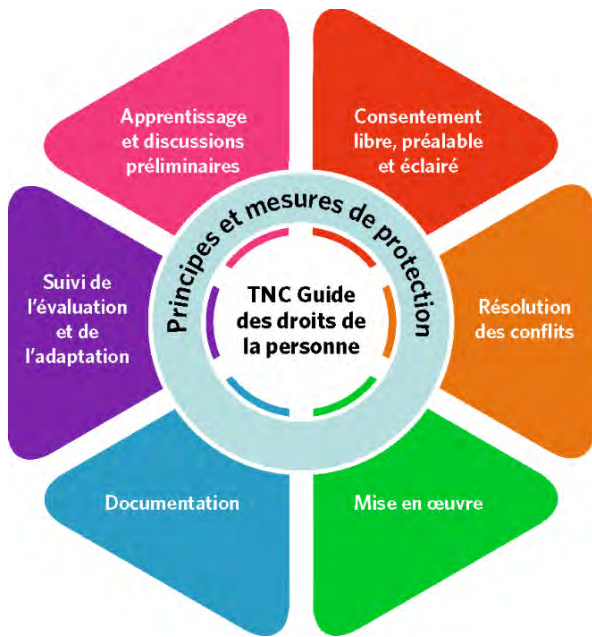 Apprentissage
et discussions
préliminaires
Consentement
libre, préalable
et éclairé
Principes et mesures de protection
TNC Guide
des droits de
la personne
Suivi de
l’évaluation
et de
l’adaptation
Résolution
des conflits
Documentation
Mise en œuvre